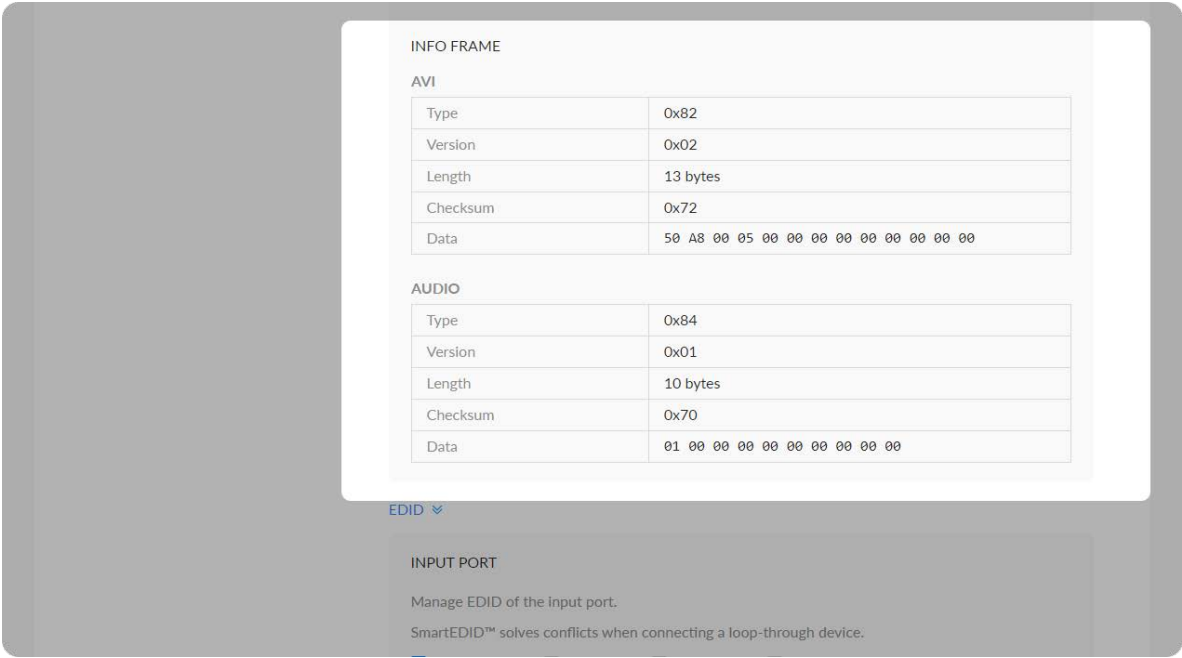 INFO FRAME
AVI
Type 0x82
Version 0x02
Length 13 bytes
Checksum 0x72
Data 50 A8 00 05 00 00 00 00 00 00 00 00 00
AUDIO
Type 0x84
Version 0x01
Length 10 bytes
Checksum 0x70
Data 01 00 00 00 00 00 00 00 00 00
EDID
INPUT PORT
Manage EDID of the input port.
SmartEDID™ solves conflicts when connecting a loop-through device.